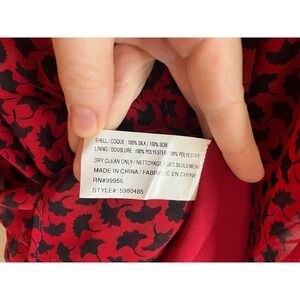 SHELL / COQUE : 100% SILK / 100% SOIE
LINING / DOUBLURE : 100% POLYESTER / 100% POLYESTER
DRY CLEAN ONLY / NETTOYAGE À SEC SEULEMENT
MADE IN CHINA / FABRIQUÉ EN CHINE
RN#99956
STYLE#: 5980485